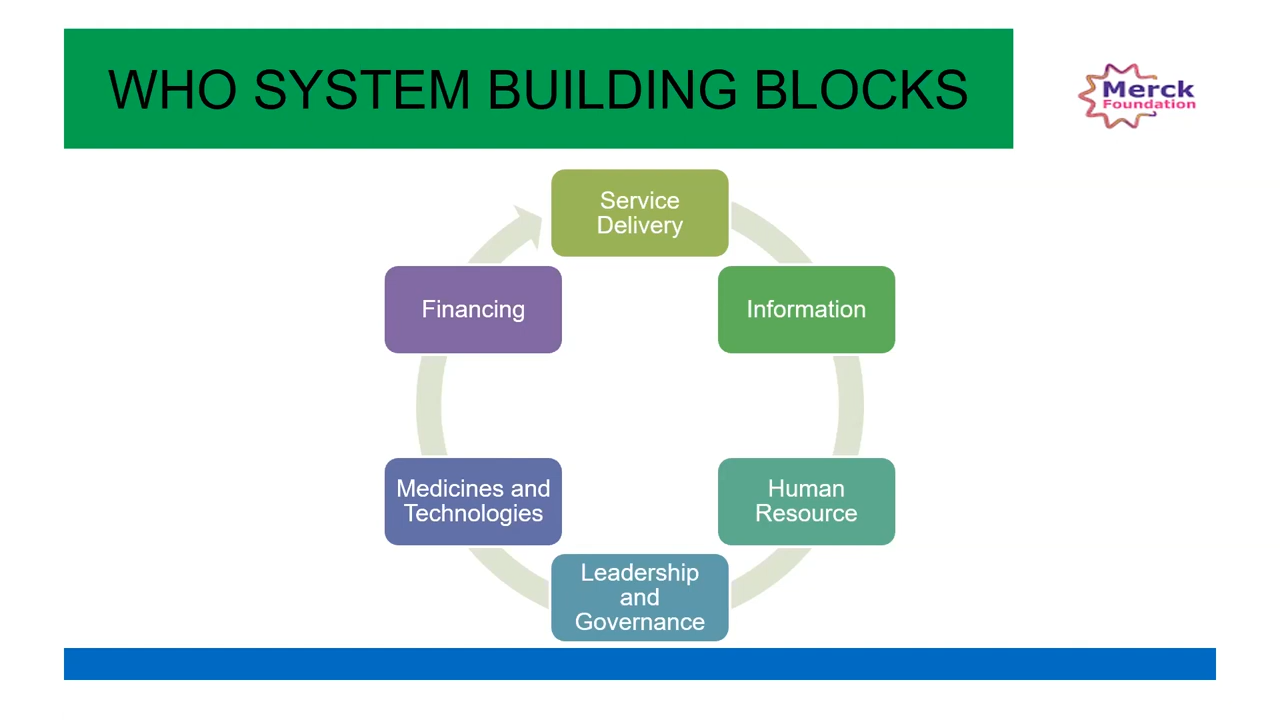 WHO SYSTEM BUILDING BLOCKS
Merck
Foundation
Service
Delivery
Information
Human
Resource
Leadership
and
Governance
Medicines and
Technologies
Financing